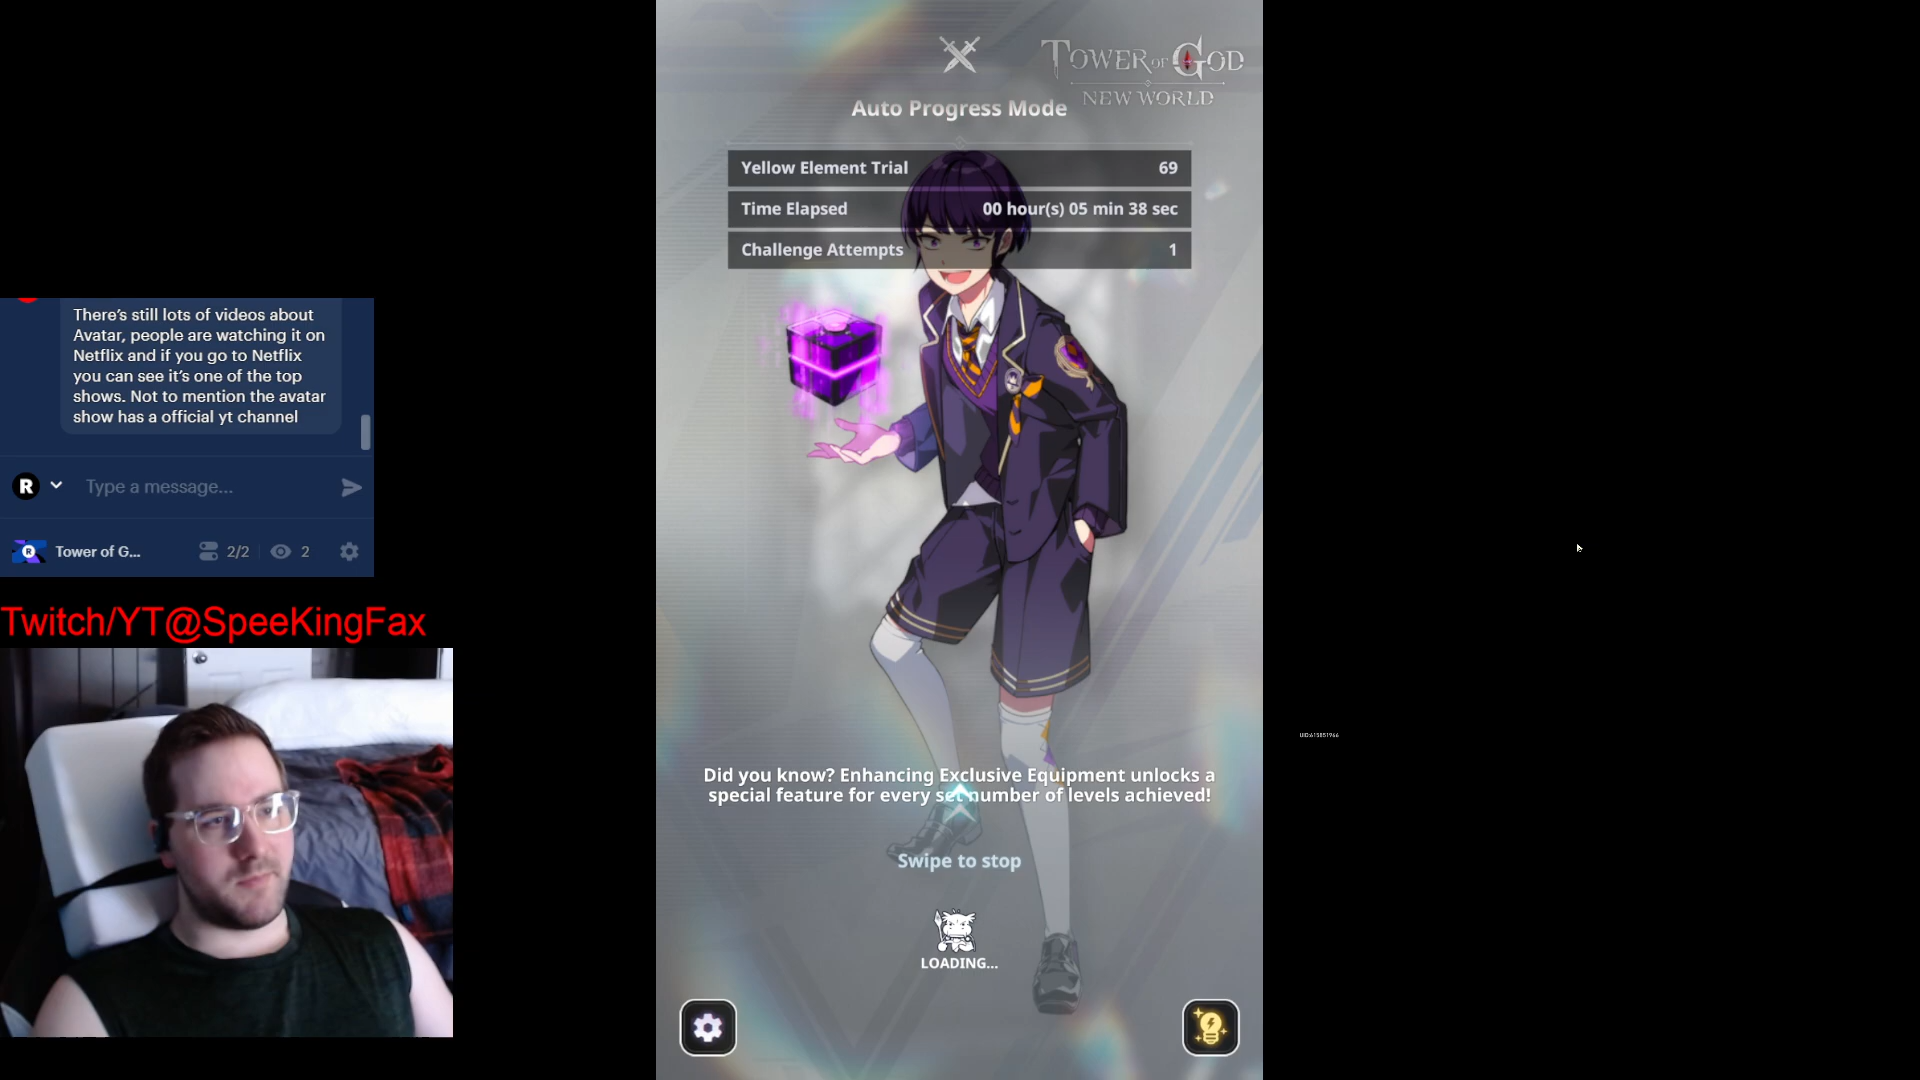 TOWER OF GOD
NEW WORLD
Auto Progress Mode
Yellow Element Trial 69
Time Elapsed 00 hour(s) 05 min 38 sec
Challenge Attempts 1
There's still lots of videos about
Avatar, people are watching it on
Netflix and if you go to Netflix
you can see it's one of the top
shows. Not to mention the avatar
show has a official yt channel
R
Type a message...
R
Tower of G...
2/2
2
Twitch/YT@SpeeKingFax
UID:615851966
Did you know? Enhancing Exclusive Equipment unlocks a
special feature for every set number of levels achieved!
Swipe to stop
LOADING...